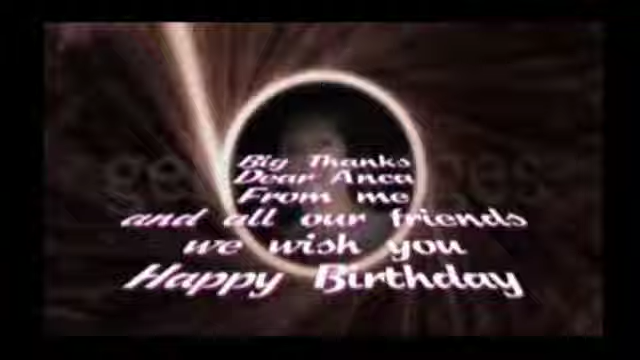 Big Thanks
Dear Anca
From me
and all our friends
we wish you
Happy Birthday